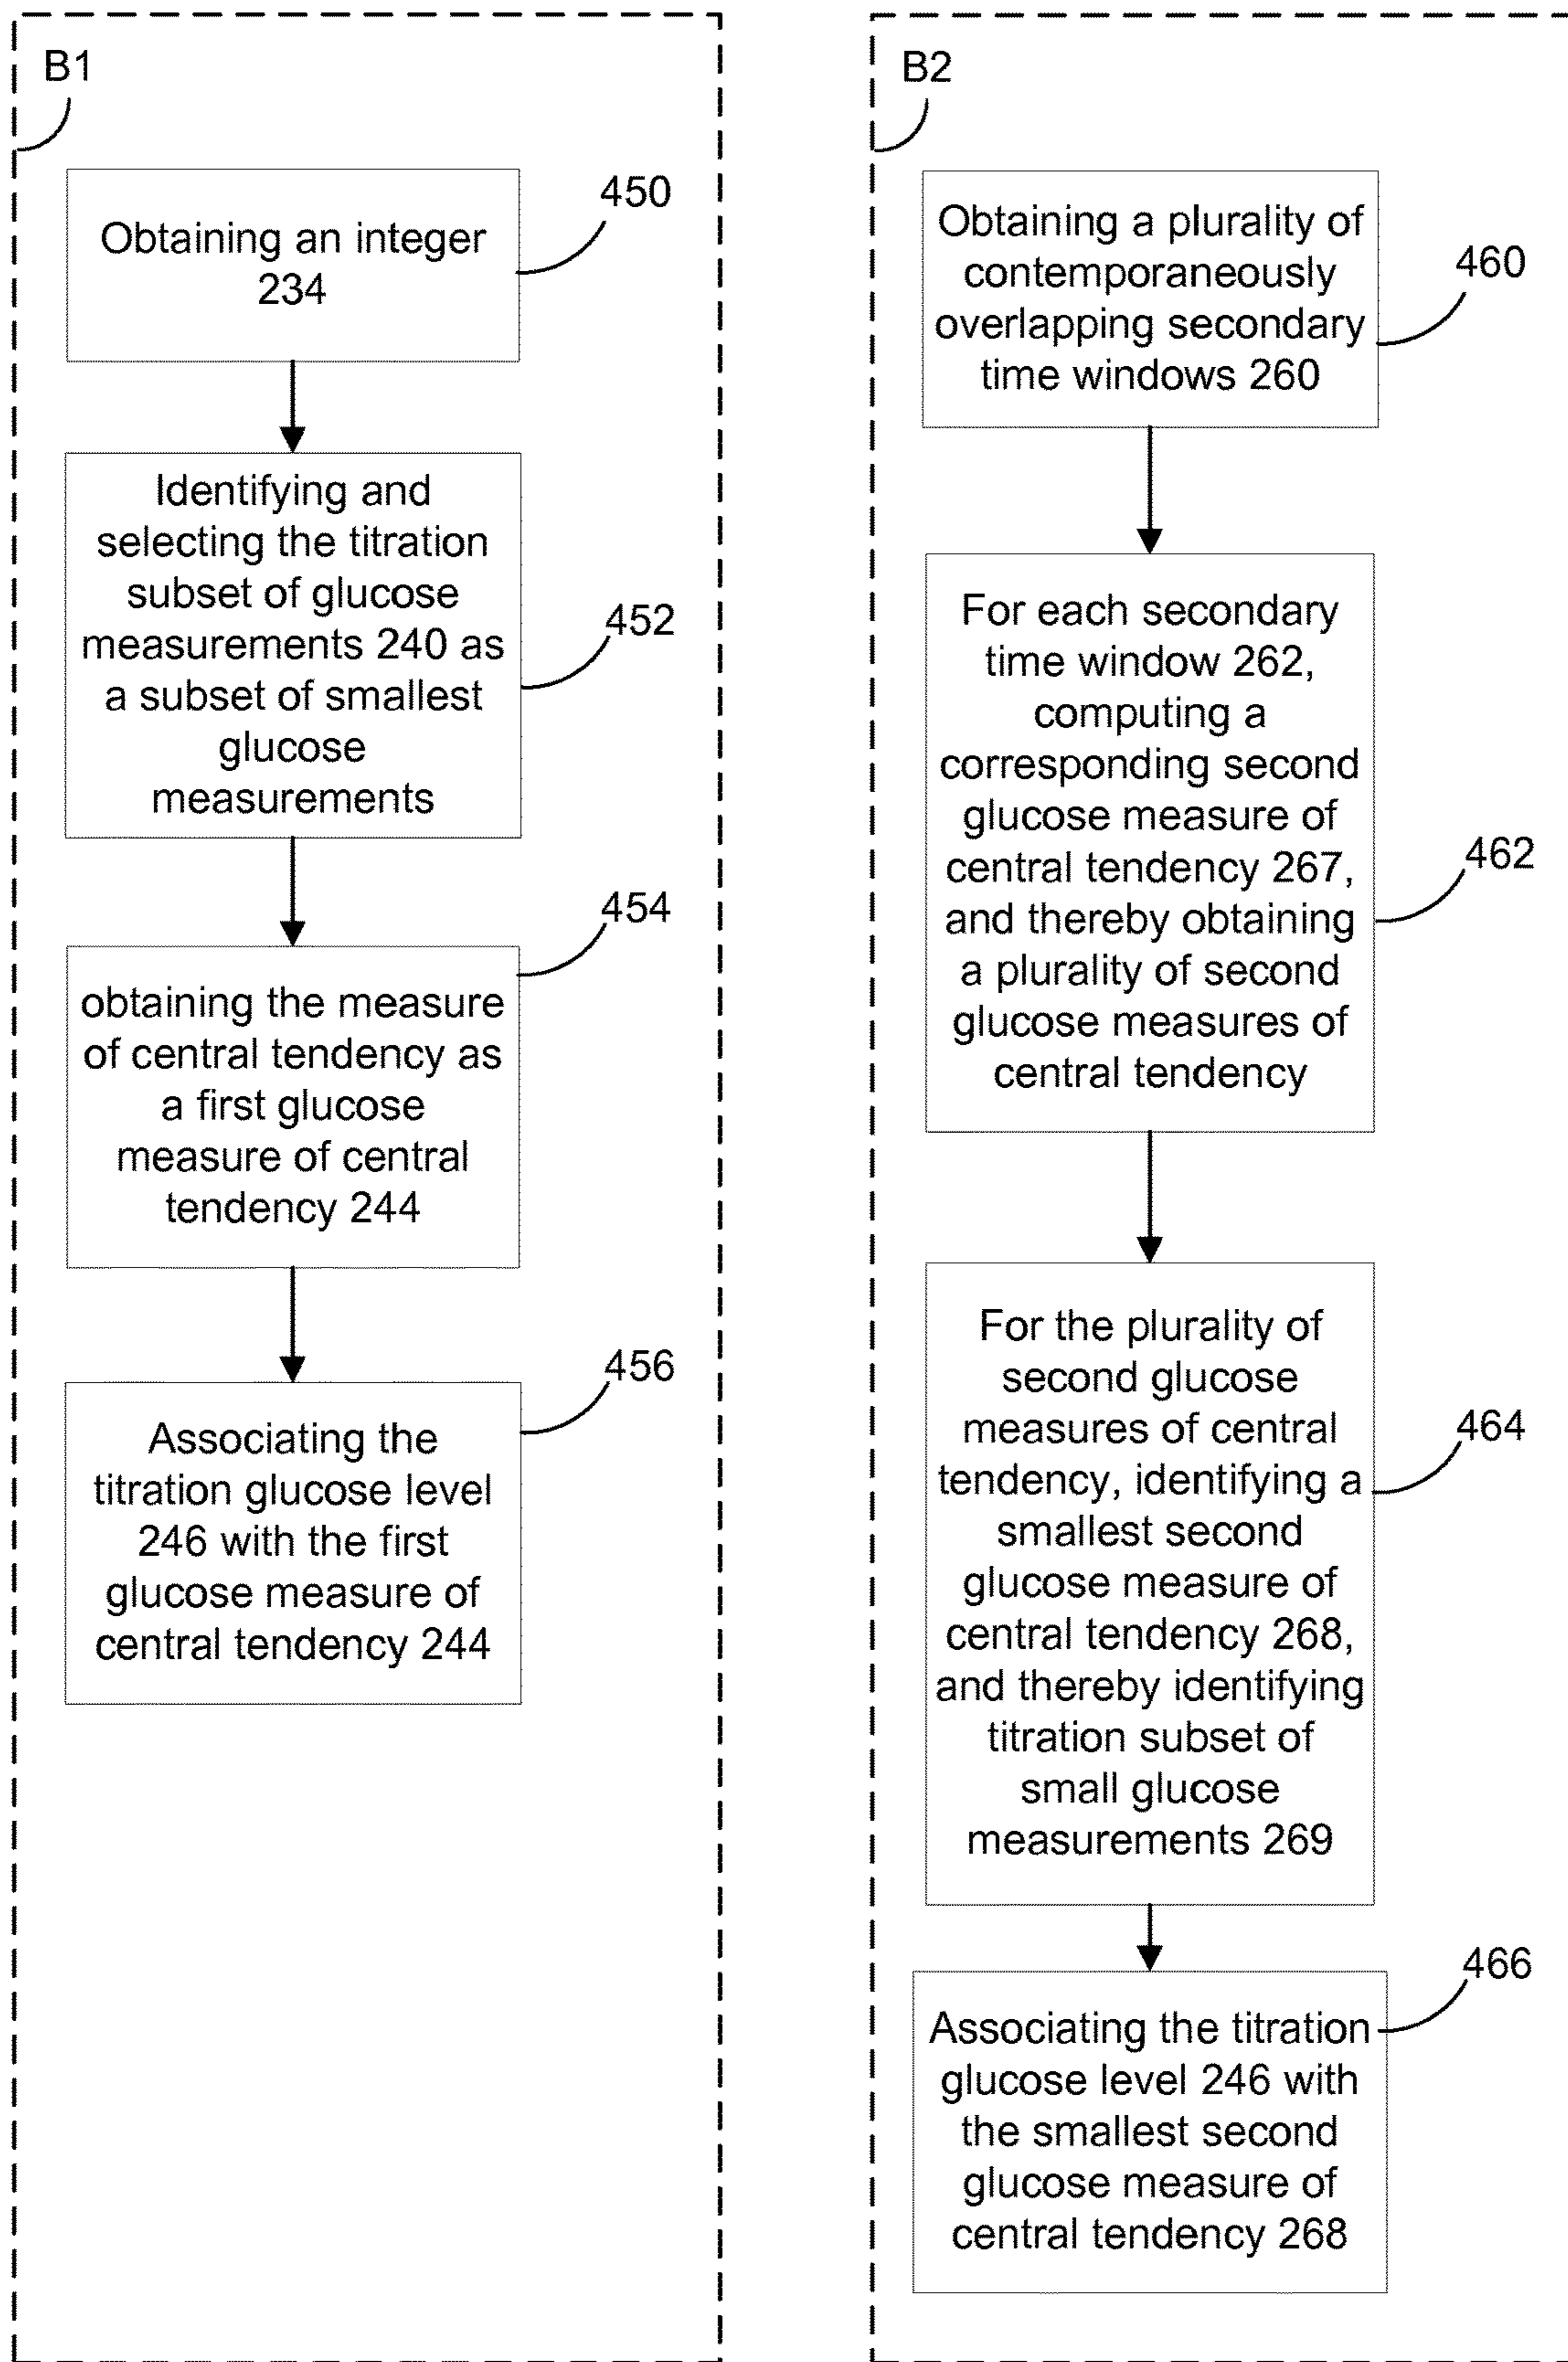 B1
450
Obtaining an integer
234
Identifying and
selecting the titration
subset of glucose
measurements 240 as
a subset of smallest
glucose
measurements
452
454
obtaining the measure
of central tendency as
a first glucose
measure of central
tendency 244
456
Associating the
titration glucose level
246 with the first
glucose measure of
central tendency 244
B2
Obtaining a plurality of
contemporaneously
overlapping secondary
time windows 260
460
For each secondary
time window 262,
computing a
corresponding second
glucose measure of
central tendency 267,
and thereby obtaining
a plurality of second
glucose measures of
central tendency
462
For the plurality of
second glucose
measures of central
tendency, identifying a
smallest second
glucose measure of
central tendency 268,
and thereby identifying
titration subset of
small glucose
measurements 269
464
466
Associating the titration
glucose level 246 with
the smallest second
glucose measure of
central tendency 268